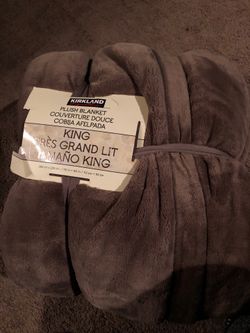 KIRKLAND
PLUSH BLANKET
COUVERTURE DOUCE
COBIJA AFELPADA
KING
TRÈS GRAND LIT
TAMAÑO KING